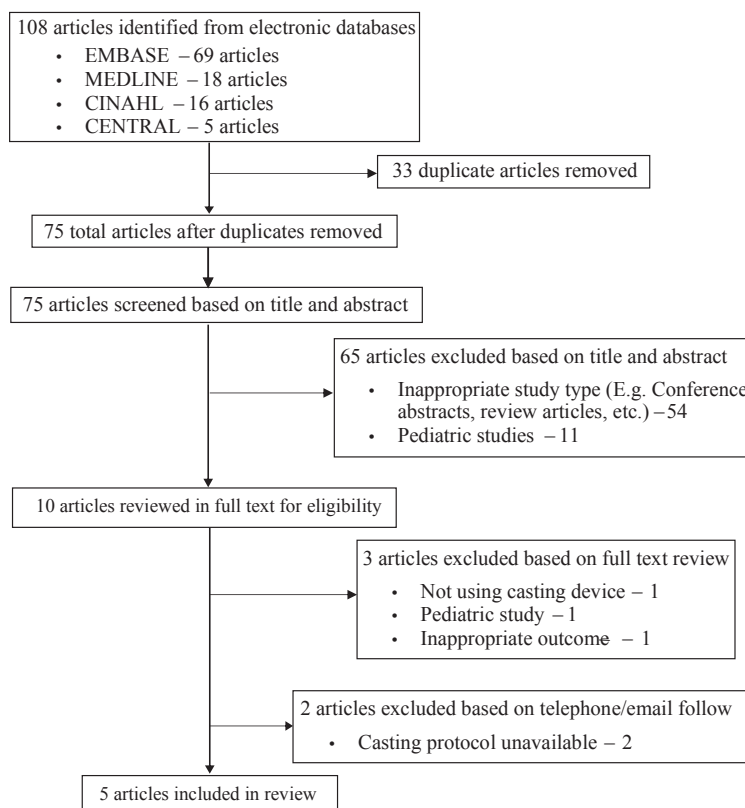 108 articles identified from electronic databases
• EMBASE – 69 articles
• MEDLINE – 18 articles
• CINAHL – 16 articles
• CENTRAL – 5 articles
33 duplicate articles removed
75 total articles after duplicates removed
75 articles screened based on title and abstract
65 articles excluded based on title and abstract
• Inappropriate study type (E.g. Conference
abstracts, review articles, etc.) – 54
• Pediatric studies – 11
10 articles reviewed in full text for eligibility
3 articles excluded based on full text review
• Not using casting device – 1
• Pediatric study – 1
• Inappropriate outcome – 1
2 articles excluded based on telephone/email follow
• Casting protocol unavailable – 2
5 articles included in review